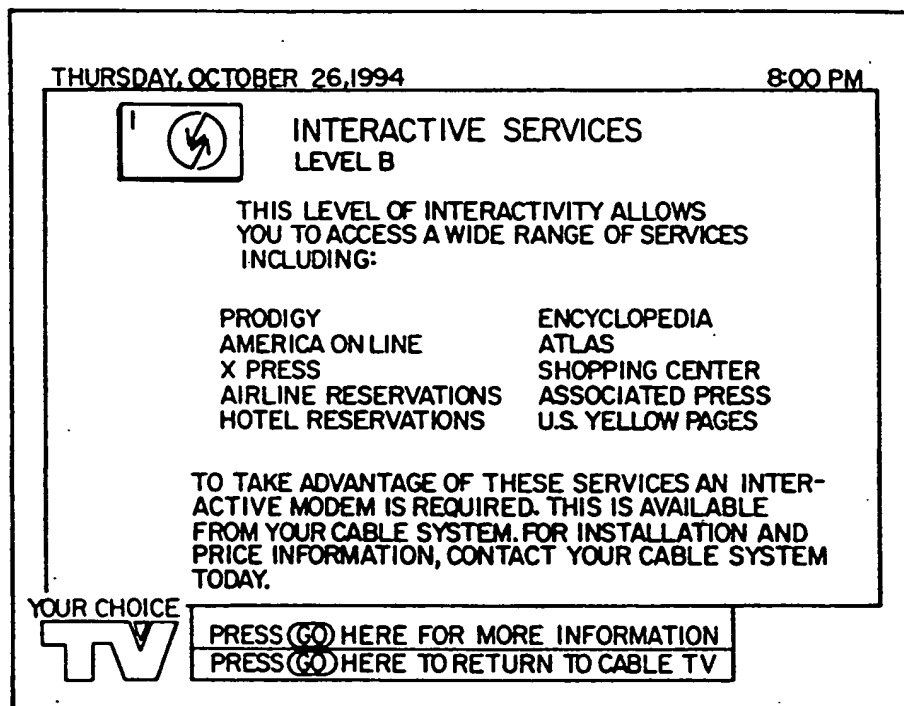 THURSDAY, OCTOBER 26,1994 8:00 PM
I
INTERACTIVE SERVICES
LEVEL B
THIS LEVEL OF INTERACTIVITY ALLOWS
YOU TO ACCESS A WIDE RANGE OF SERVICES
INCLUDING:
PRODIGY ENCYCLOPEDIA
AMERICA ON LINE ATLAS
X PRESS SHOPPING CENTER
AIRLINE RESERVATIONS ASSOCIATED PRESS
HOTEL RESERVATIONS U.S. YELLOW PAGES
TO TAKE ADVANTAGE OF THESE SERVICES AN INTER-
ACTIVE MODEM IS REQUIRED. THIS IS AVAILABLE
FROM YOUR CABLE SYSTEM. FOR INSTALLATION AND
PRICE INFORMATION, CONTACT YOUR CABLE SYSTEM
TODAY.
YOUR CHOICE
TV
PRESS GO HERE FOR MORE INFORMATION
PRESS GO HERE TO RETURN TO CABLE TV